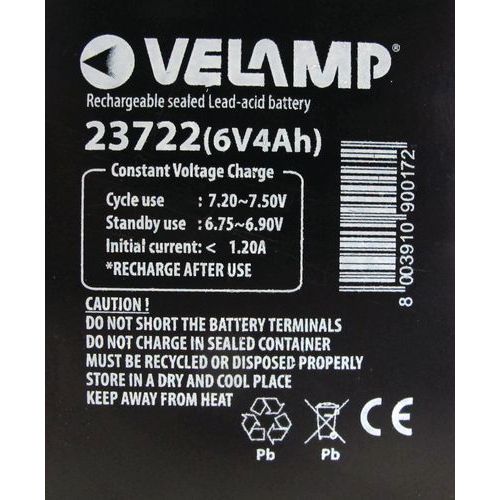 VELAMP®
Rechargeable sealed Lead-acid battery
23722(6V4Ah)
Constant Voltage Charge
Cycle use : 7.20~7.50V
Standby use : 6.75~6.90V
Initial current: < 1.20A
*RECHARGE AFTER USE
8 003910 900172
CAUTION !
DO NOT SHORT THE BATTERY TERMINALS
DO NOT CHARGE IN SEALED CONTAINER
MUST BE RECYCLED OR DISPOSED PROPERLY
STORE IN A DRY AND COOL PLACE
KEEP AWAY FROM HEAT
Pb Pb CE